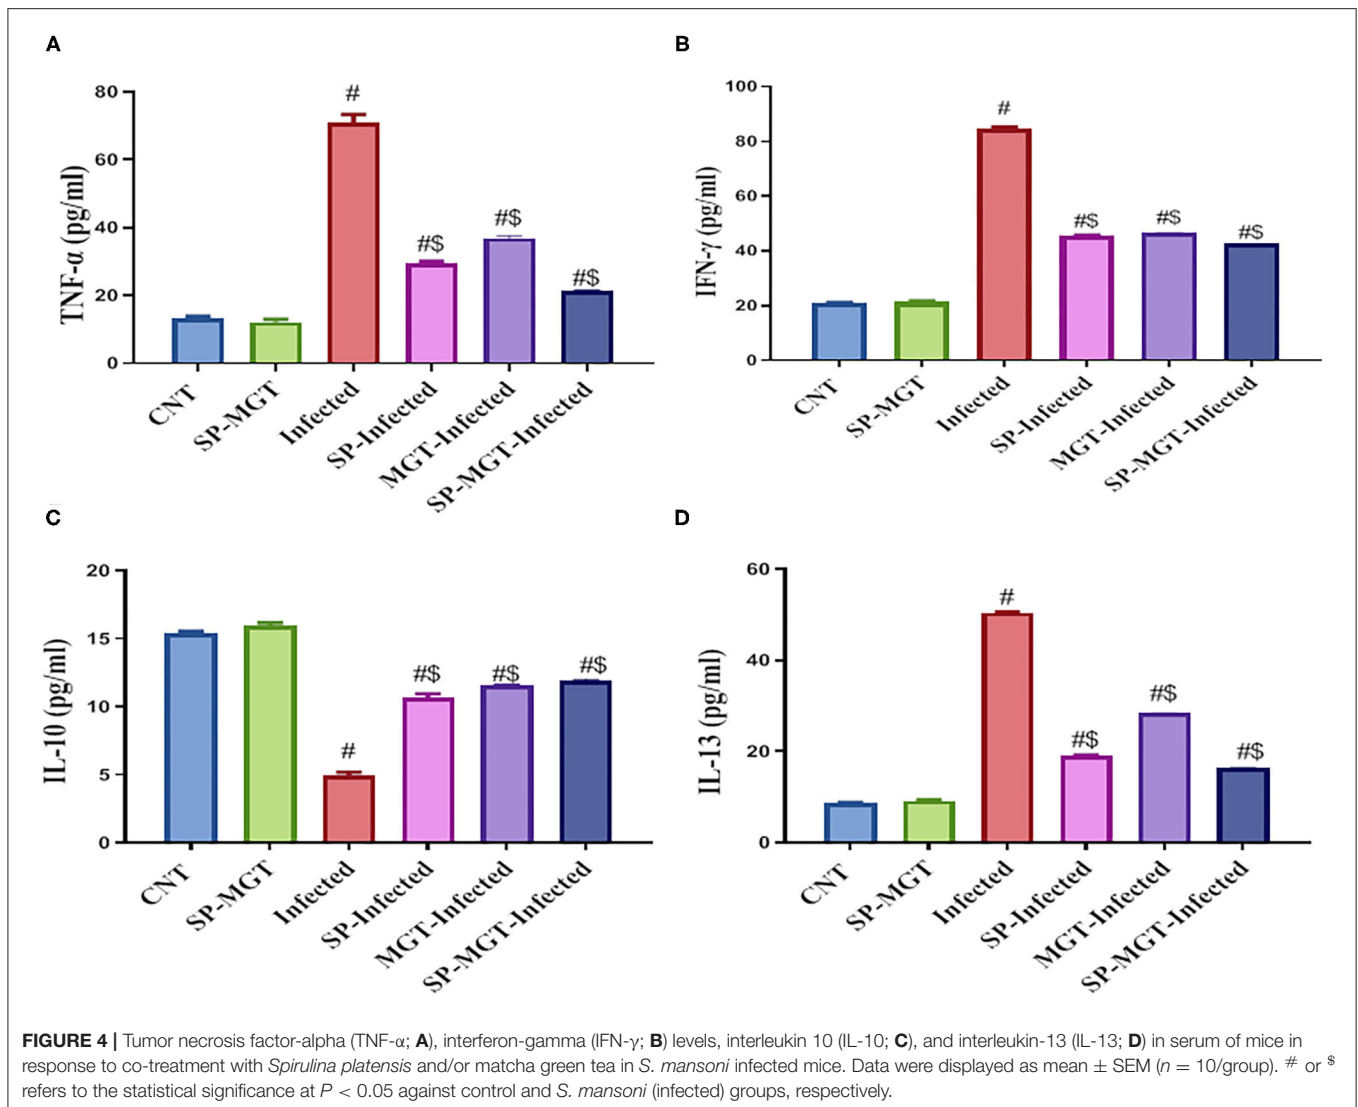 A
TNF-α (pg/ml)
80
60
40
20
0
#
#$
#$
#$
CNT
SP-MGT
Infected
SP-Infected
MGT-Infected
SP-MGT-Infected
B
IFN-γ (pg/ml)
100
80
60
40
20
0
#
#$
#$
#$
CNT
SP-MGT
Infected
SP-Infected
MGT-Infected
SP-MGT-Infected
C
IL-10 (pg/ml)
20
15
10
5
0
#
#$
#$
#$
CNT
SP-MGT
Infected
SP-Infected
MGT-Infected
SP-MGT-Infected
D
IL-13 (pg/ml)
60
40
20
0
#
#$
#$
#$
CNT
SP-MGT
Infected
SP-Infected
MGT-Infected
SP-MGT-Infected
FIGURE 4 | Tumor necrosis factor-alpha (TNF-α; A), interferon-gamma (IFN-γ; B) levels, interleukin 10 (IL-10; C), and interleukin-13 (IL-13; D) in serum of mice in
response to co-treatment with Spirulina platensis and/or matcha green tea in S. mansoni infected mice. Data were displayed as mean ± SEM (n = 10/group). # or $
refers to the statistical significance at P < 0.05 against control and S. mansoni (infected) groups, respectively.